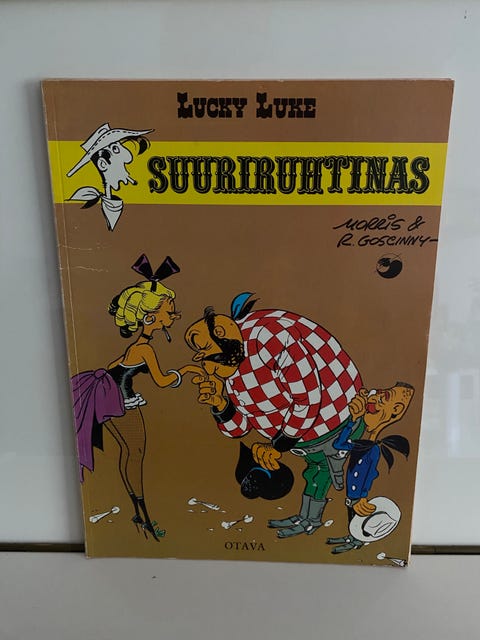 LUCKY LUKE
SUURIRUHTINAS
MORRIS &
R. GOSCINNY
OTAVA